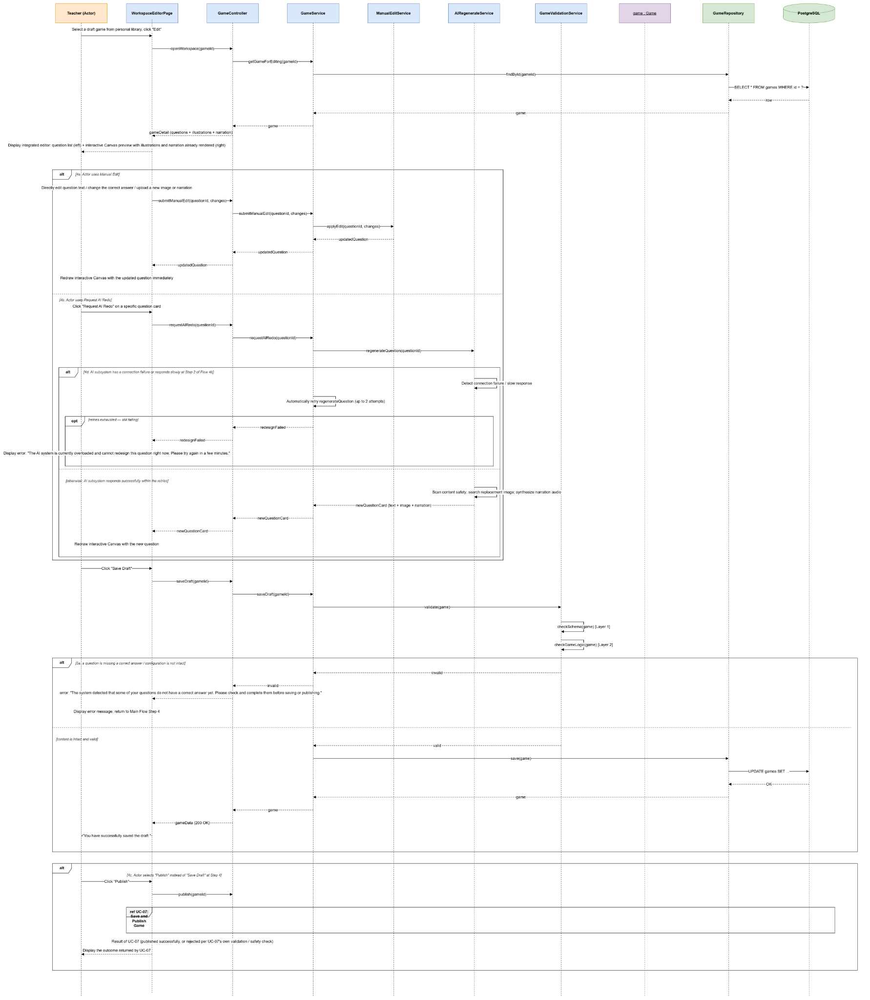 Teacher (Actor)
WorkspaceEditorPage
GameController
GameService
ManualEditService
AIRegenerateService
GameValidationService
game : Game
GameRepository
PostgreSQL
Select a draft game from personal library, click "Edit"
openWorkspace(gameId)
getGameForEditing(gameId)
findById(gameId)
SELECT * FROM games WHERE id = ?
row
game
game
gameDetail (questions + illustrations + narration)
Display integrated editor: question list (left) + interactive Canvas preview with illustrations and narration already rendered (right)
alt
[4a. Actor uses Manual Edit]
Directly edit question text / change the correct answer / upload a new image or narration
submitManualEdit(questionId, changes)
submitManualEdit(questionId, changes)
applyEdit(questionId, changes)
updatedQuestion
updatedQuestion
updatedQuestion
Redraw interactive Canvas with the updated question immediately
[4b. Actor uses Request AI Redo]
Click "Request AI Redo" on a specific question card
requestAIRedo(questionId)
requestAIRedo(questionId)
regenerateQuestion(questionId)
alt
[4d. AI subsystem has a connection failure or responds slowly at Step 2 of Flow 4b]
Detect connection failure / slow response
Automatically retry regenerateQuestion (up to 2 attempts)
opt
[retries exhausted — still failing]
redesignFailed
redesignFailed
Display error: "The AI system is currently overloaded and cannot redesign this question right now. Please try again in a few minutes."
[otherwise: AI subsystem responds successfully within the retries]
Scan content safety; search replacement image; synthesize narration audio
newQuestionCard (text + image + narration)
newQuestionCard
newQuestionCard
Redraw interactive Canvas with the new question
Click "Save Draft"
saveDraft(gameId)
saveDraft(gameId)
validate(game)
checkSchema(game) [Layer 1]
checkGameLogic(game) [Layer 2]
alt
[5a. a question is missing a correct answer / configuration is not intact]
invalid
invalid
error: "The system detected that some of your questions do not have a correct answer yet. Please check and complete them before saving or publishing."
Display error message; return to Main Flow Step 4
[content is intact and valid]
valid
save(game)
UPDATE games SET ...
OK
game
game
gameData (200 OK)
"You have successfully saved the draft."
alt
[4c. Actor selects "Publish" instead of "Save Draft" at Step 4]
Click "Publish"
publish(gameId)
ref UC-07:
Save and
Publish
Game
Result of UC-07 (published successfully, or rejected per UC-07's own validation / safety check)
Display the outcome returned by UC-07